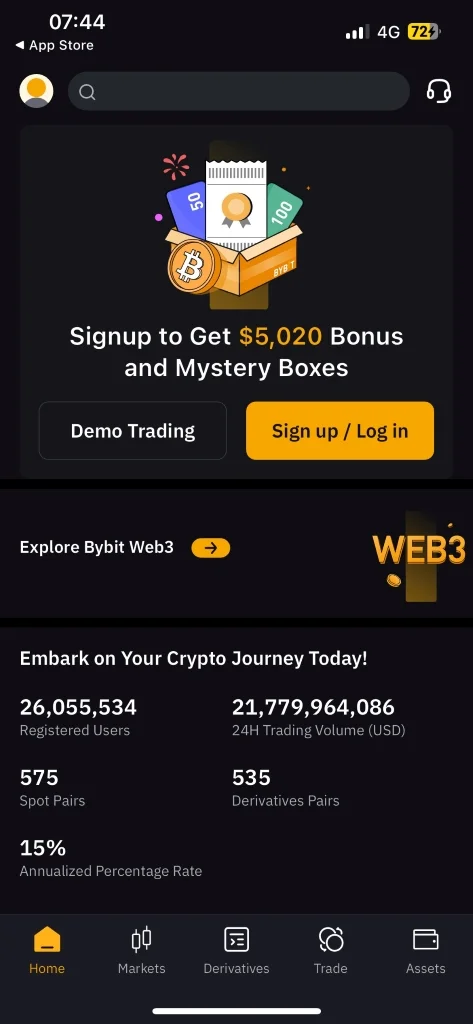 07:44
4G
72
◀ App Store
50
100
BYBIT
Signup to Get $5,020 Bonus
and Mystery Boxes
Demo Trading
Sign up / Log in
Explore Bybit Web3
WEB3
Embark on Your Crypto Journey Today!
26,055,534
21,779,964,086
Registered Users
24H Trading Volume (USD)
575
535
Spot Pairs
Derivatives Pairs
15%
Annualized Percentage Rate
Home
Markets
Derivatives
Trade
Assets